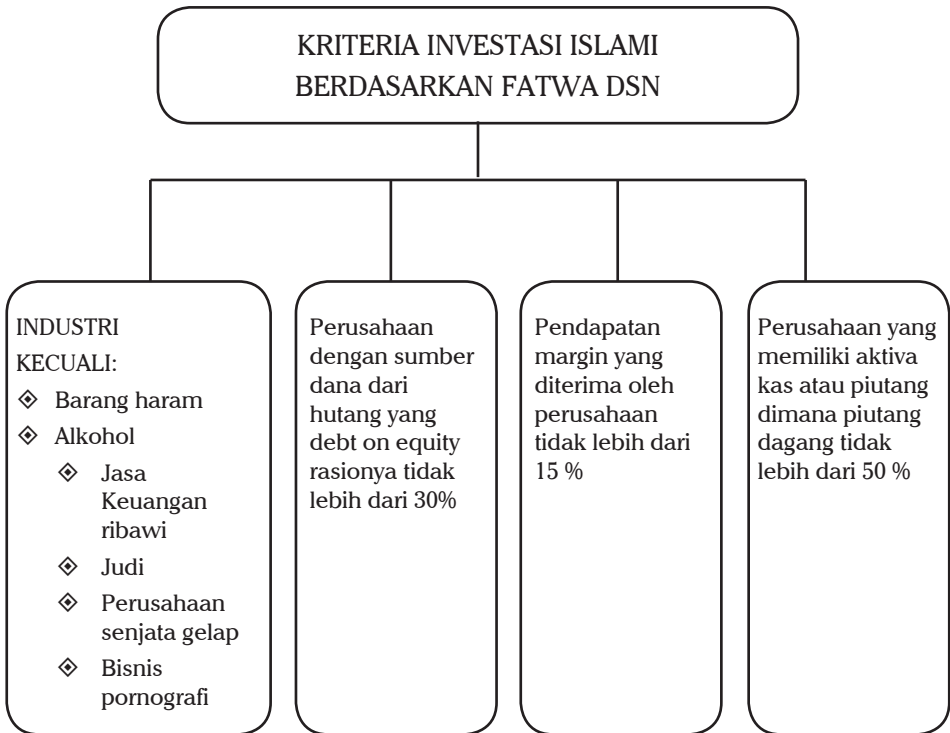 KRITERIA INVESTASI ISLAMI
BERDASARKAN FATWA DSN
INDUSTRI
KECUALI:
Barang haram
Alkohol
Jasa
Keuangan
ribawi
Judi
Perusahaan
senjata gelap
Bisnis
pornografi
Perusahaan
dengan sumber
dana dari
hutang yang
debt on equity
rasionya tidak
lebih dari 30%
Pendapatan
margin yang
diterima oleh
perusahaan
tidak lebih dari
15 %
Perusahaan yang
memiliki aktiva
kas atau piutang
dimana piutang
dagang tidak
lebih dari 50 %